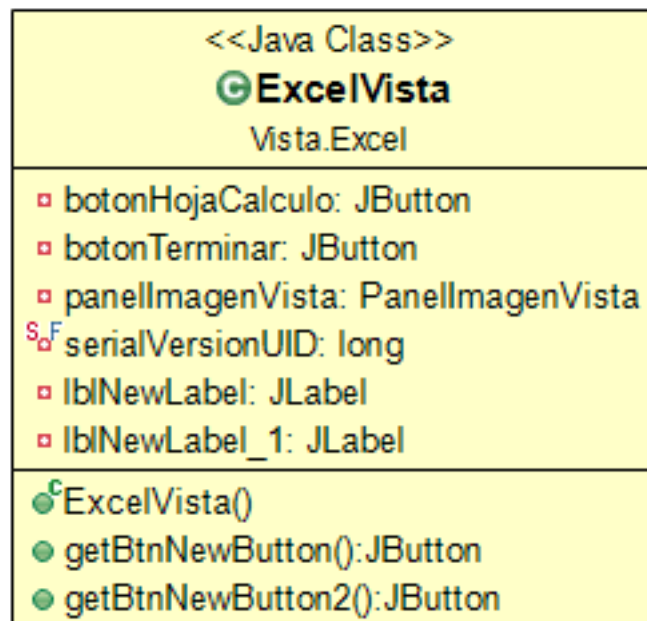 <<Java Class>>
C ExcelVista
Vista.Excel
botonHojaCalculo: JButton
botonTerminar: JButton
panelImagenVista: PanelImagenVista
S F serialVersionUID: long
lblNewLabel: JLabel
lblNewLabel_1: JLabel
C ExcelVista()
getBtnNewButton():JButton
getBtnNewButton2():JButton